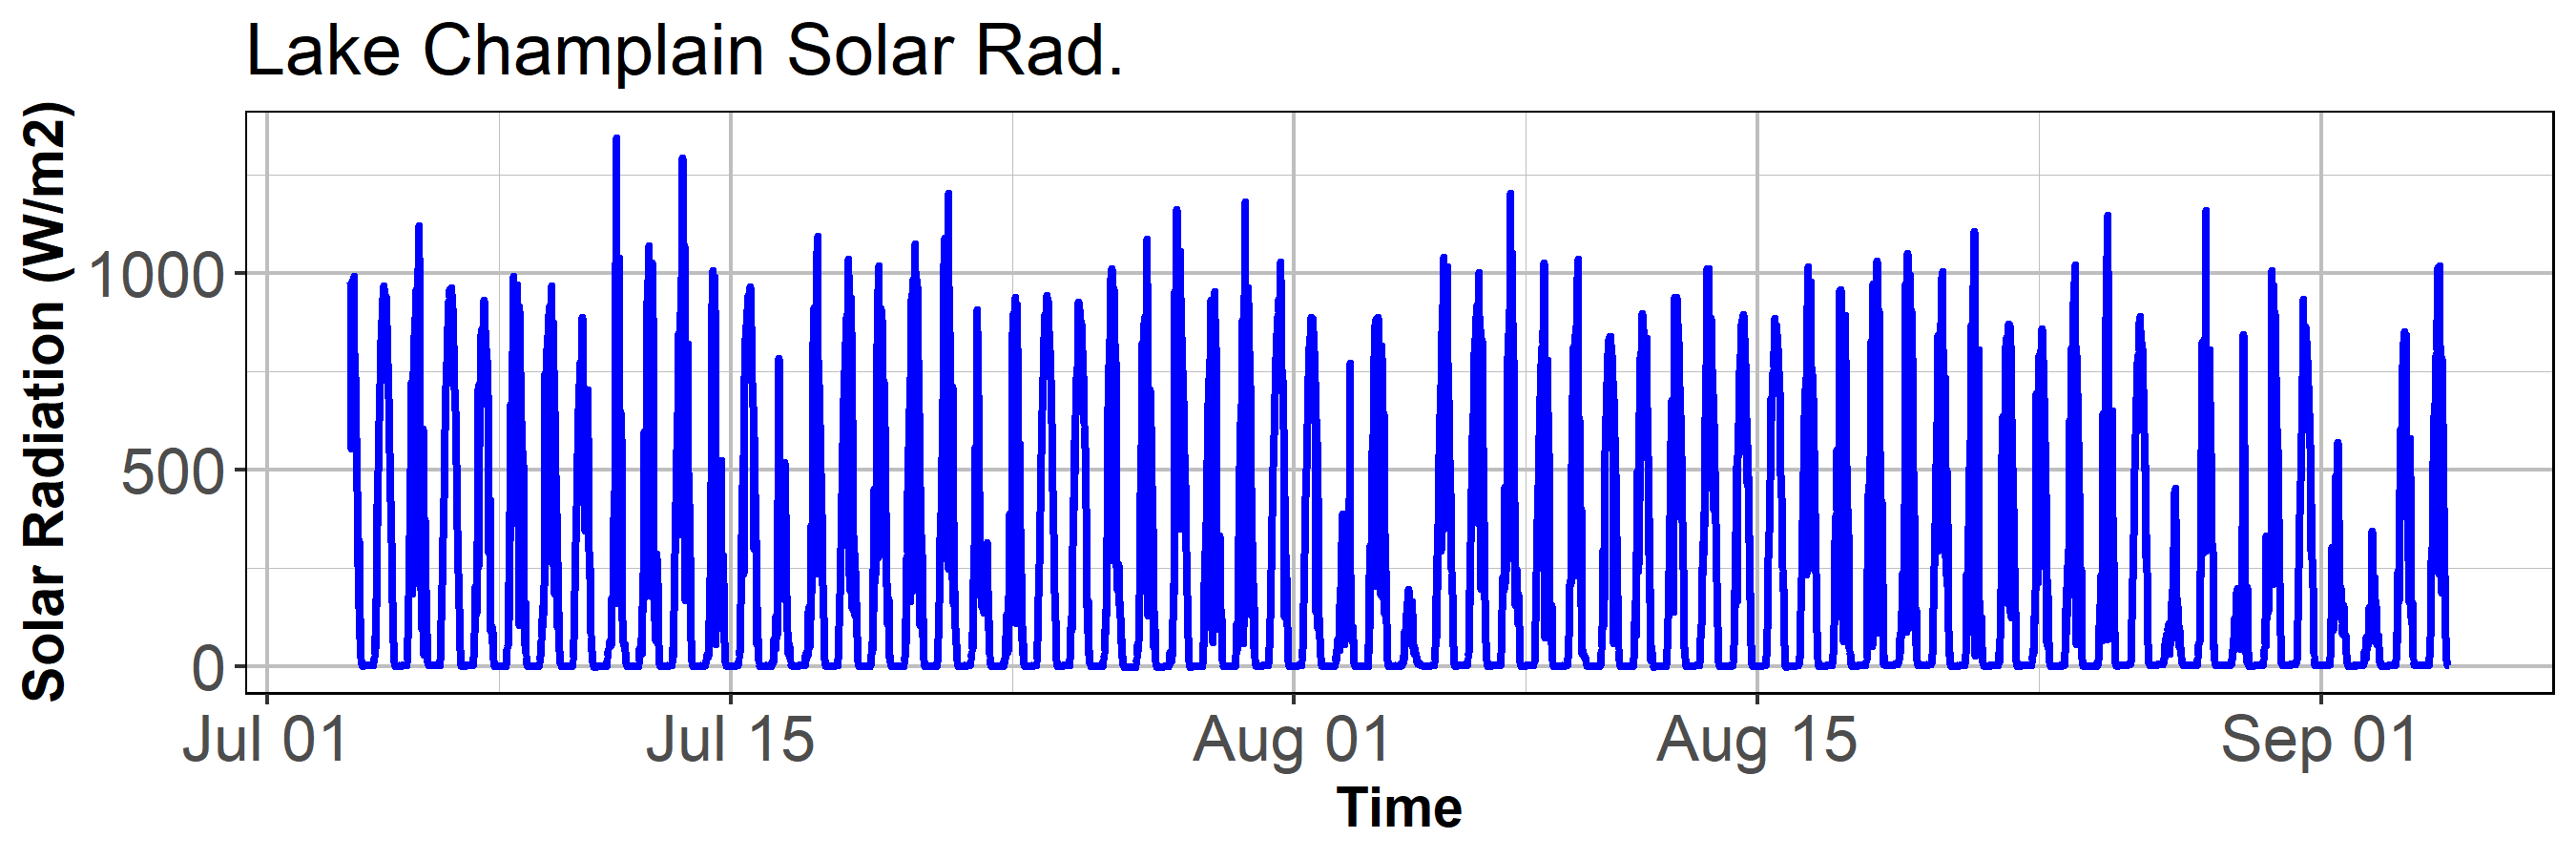 Lake Champlain Solar Rad.
Solar Radiation (W/m2)
1000
500
0
Jul 01 Jul 15 Aug 01 Aug 15 Sep 01
Time